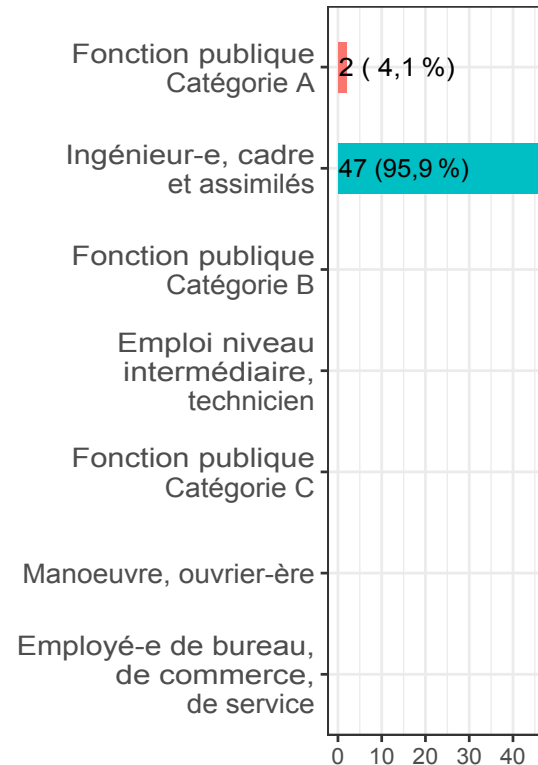 Fonction publique
Catégorie A
2 ( 4,1 %)
Ingénieur-e, cadre
et assimilés
47 (95,9 %)
Fonction publique
Catégorie B
Emploi niveau
intermédiaire,
technicien
Fonction publique
Catégorie C
Manoeuvre, ouvrier-ère
Employé-e de bureau,
de commerce,
de service
0 10 20 30 40